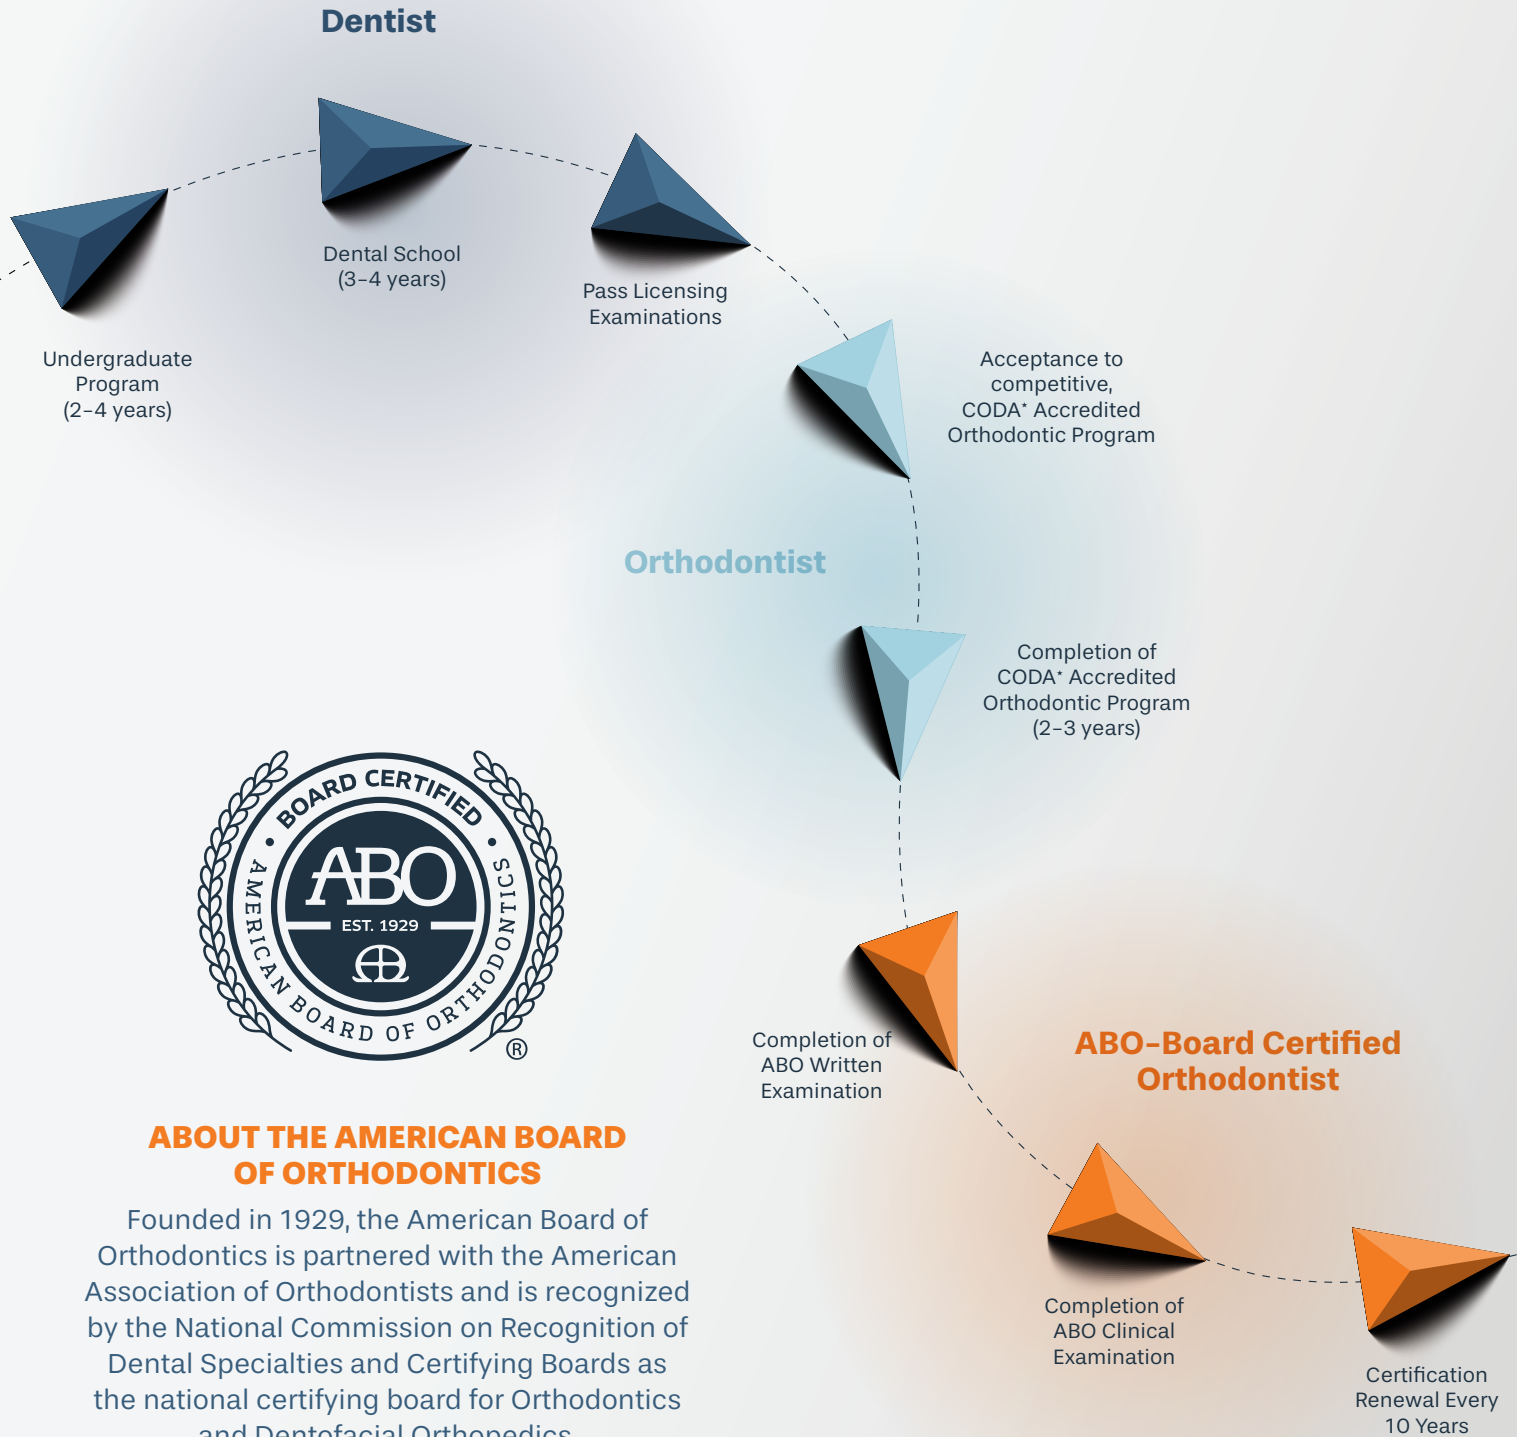 Dentist
Undergraduate
Program
(2-4 years)
Dental School
(3-4 years)
Pass Licensing
Examinations
Acceptance to
competitive,
CODA* Accredited
Orthodontic Program
Orthodontist
Completion of
CODA* Accredited
Orthodontic Program
(2-3 years)
• BOARD CERTIFIED •
ABO
EST. 1929
AMERICAN BOARD OF ORTHODONTICS
®
Completion of
ABO Written
Examination
ABO-Board Certified
Orthodontist
Completion of
ABO Clinical
Examination
Certification
Renewal Every
10 Years
ABOUT THE AMERICAN BOARD
OF ORTHODONTICS
Founded in 1929, the American Board of
Orthodontics is partnered with the American
Association of Orthodontists and is recognized
by the National Commission on Recognition of
Dental Specialties and Certifying Boards as
the national certifying board for Orthodontics
and Dentofacial Orthopedics